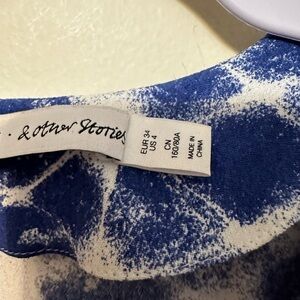 & other Stories
EUR 34
US 4
CN
160/80A
MADE IN
CHINA